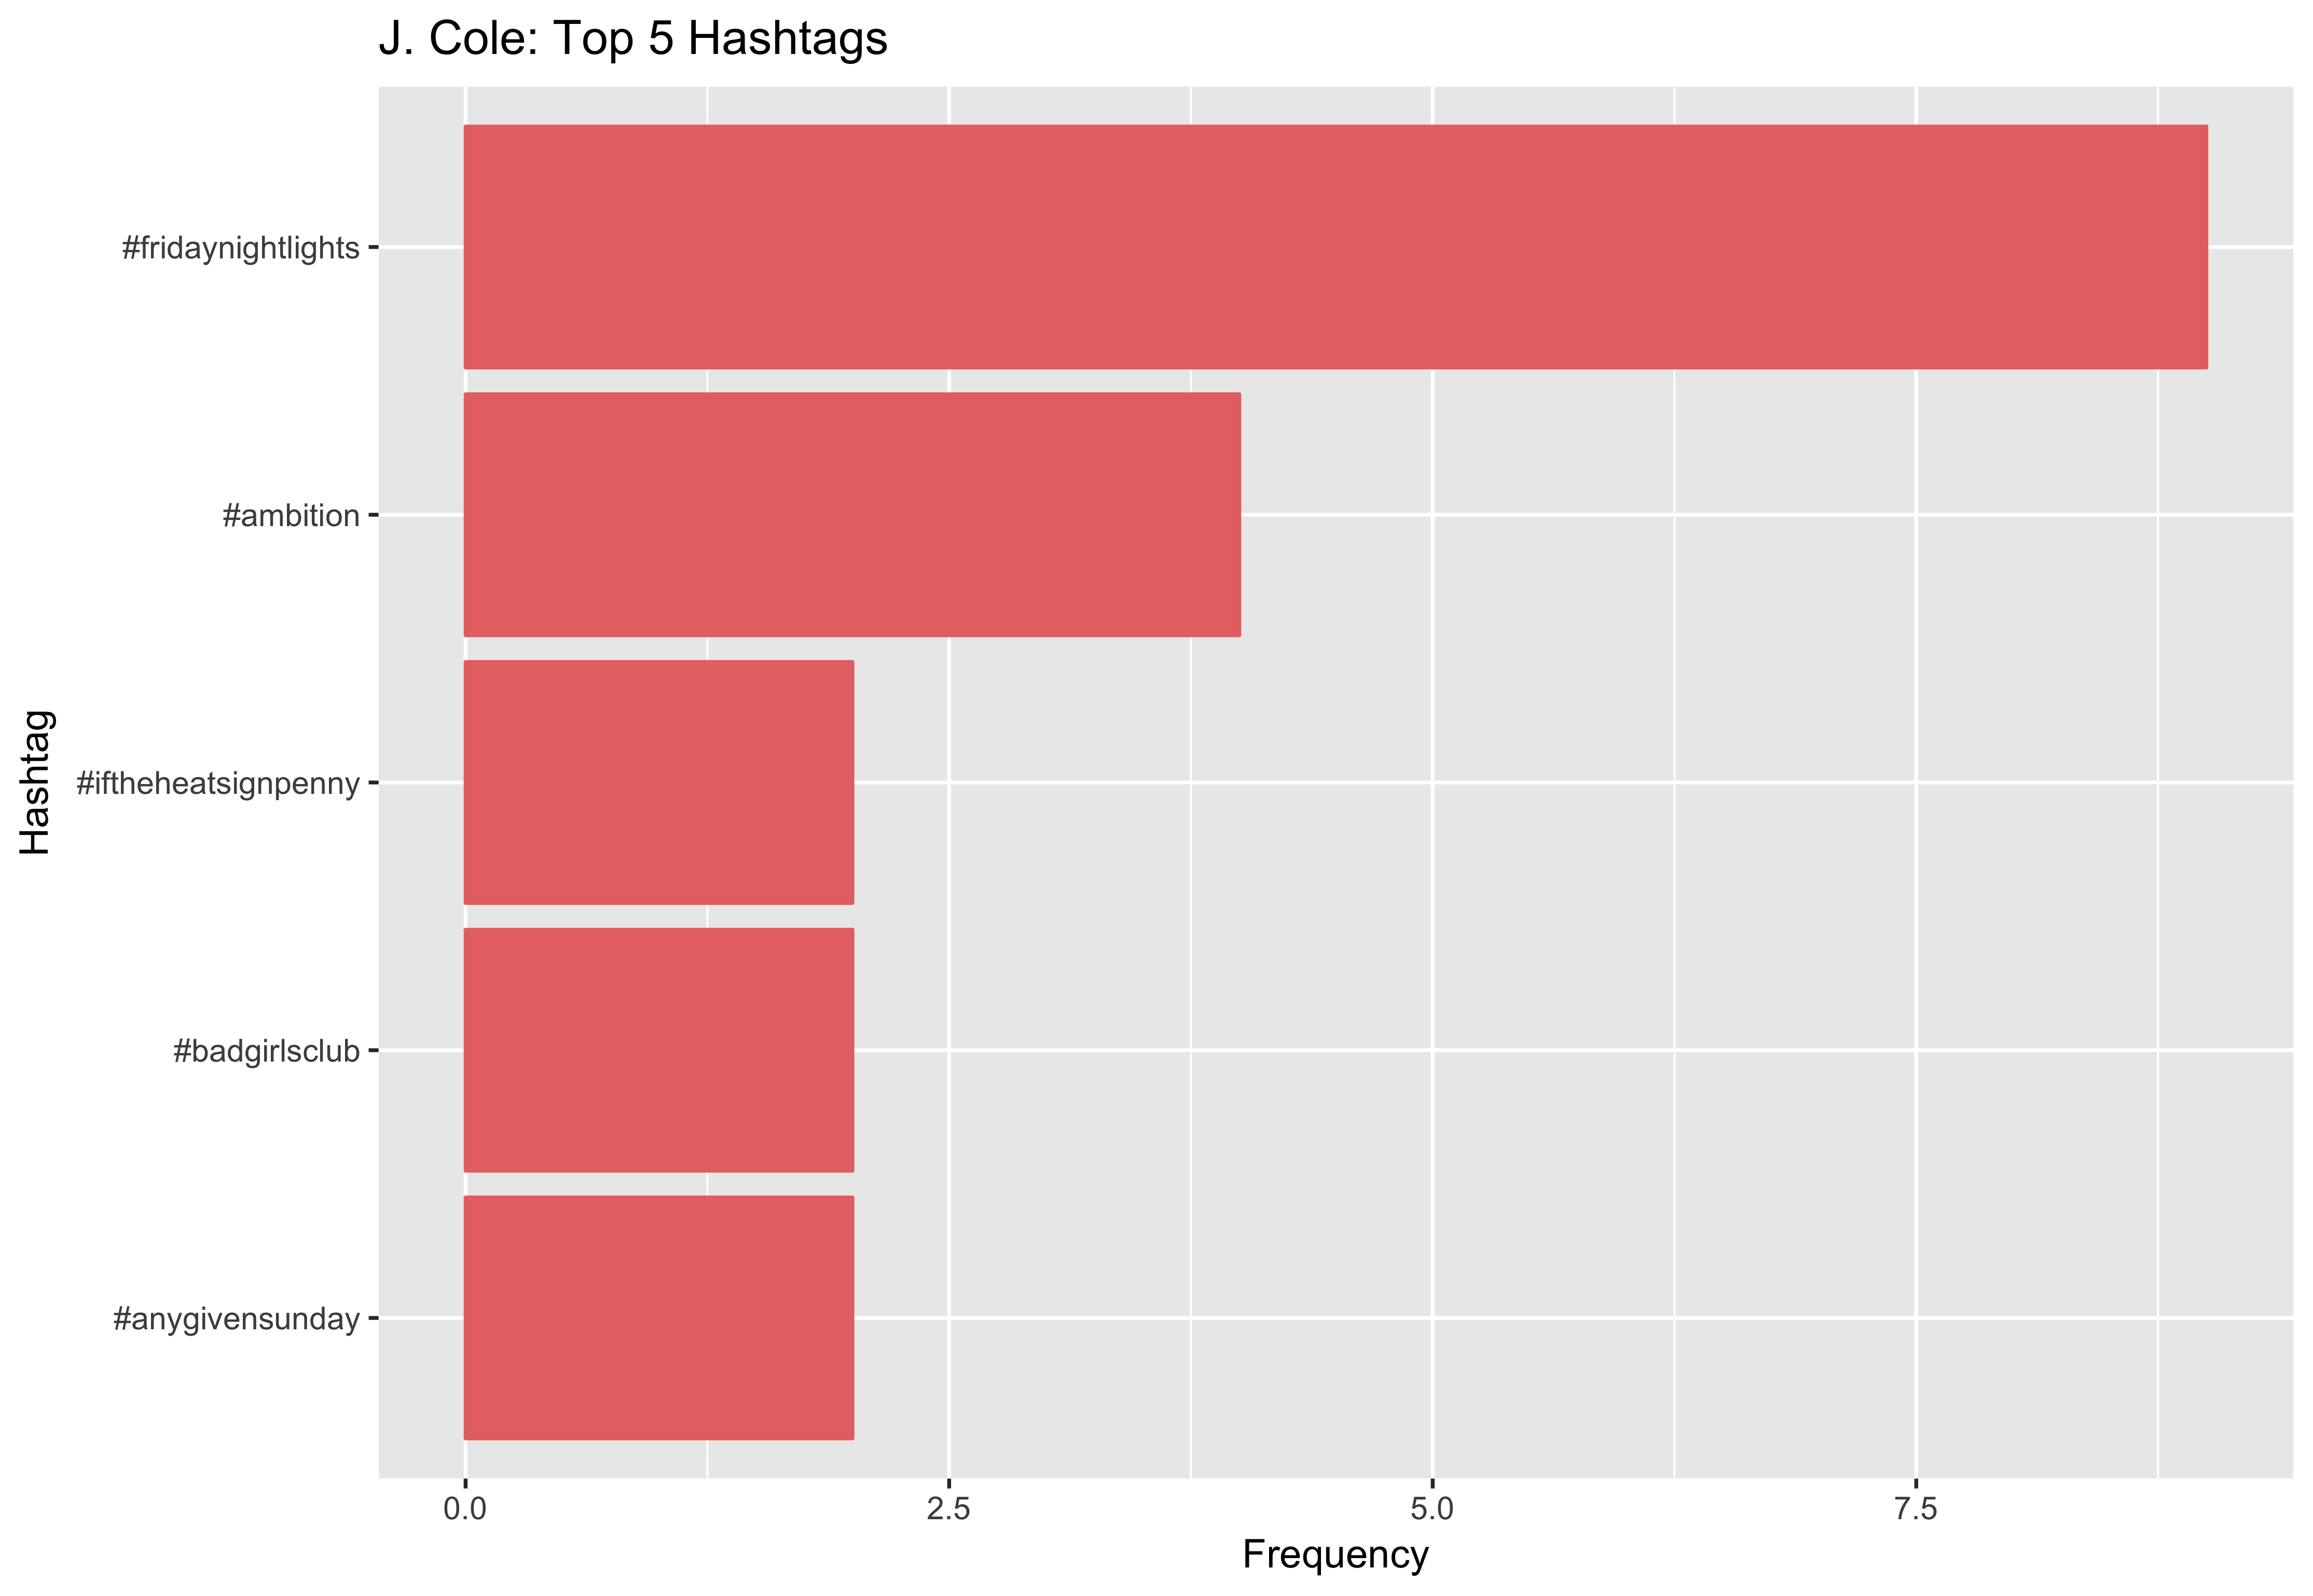 J. Cole: Top 5 Hashtags
#fridaynightlights
#ambition
#iftheheatsignpenny
#badgirlsclub
#anygivensunday
Hashtag
0.0 2.5 5.0 7.5
Frequency